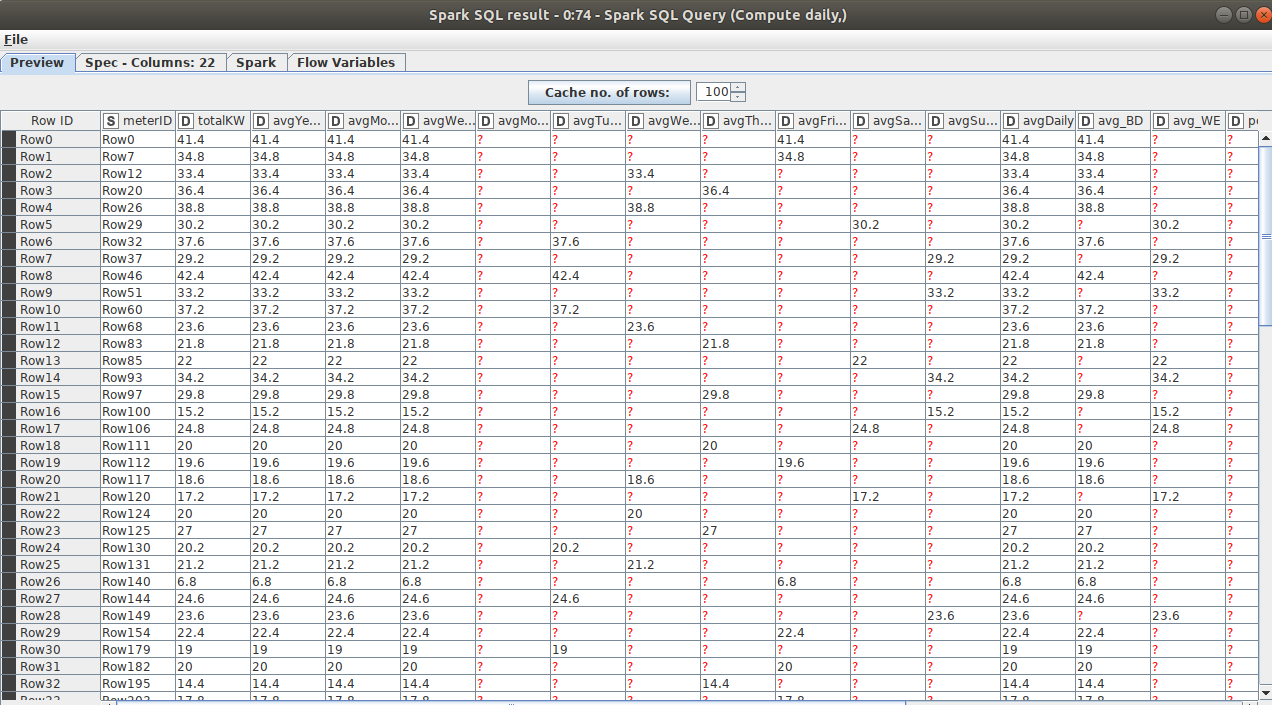 Spark SQL result - 0:74 - Spark SQL Query (Compute daily,)
File
Preview Spec - Columns: 22 Spark Flow Variables
Cache no. of rows: 100
Row ID S meterID D totalKW D avgYe... D avgMo... D avgWe... D avgMo... D avgTu... D avgWe... D avgTh... D avgFri... D avgSa... D avgSu... D avgDaily D avg_BD D avg_WE D
Row0 Row0 41.4 41.4 41.4 41.4 ? ? ? ? 41.4 ? ? 41.4 41.4 ? ?
Row1 Row7 34.8 34.8 34.8 34.8 ? ? ? ? 34.8 ? ? 34.8 34.8 ? ?
Row2 Row12 33.4 33.4 33.4 33.4 ? ? 33.4 ? ? ? ? 33.4 33.4 ? ?
Row3 Row20 36.4 36.4 36.4 36.4 ? ? ? 36.4 ? ? ? 36.4 36.4 ? ?
Row4 Row26 38.8 38.8 38.8 38.8 ? ? 38.8 ? ? ? ? 38.8 38.8 ? ?
Row5 Row29 30.2 30.2 30.2 30.2 ? ? ? ? ? 30.2 ? 30.2 ? 30.2 ?
Row6 Row32 37.6 37.6 37.6 37.6 ? 37.6 ? ? ? ? ? 37.6 37.6 ? ?
Row7 Row37 29.2 29.2 29.2 29.2 ? ? ? ? ? ? 29.2 29.2 ? 29.2 ?
Row8 Row46 42.4 42.4 42.4 42.4 ? 42.4 ? ? ? ? ? 42.4 42.4 ? ?
Row9 Row51 33.2 33.2 33.2 33.2 ? ? ? ? ? ? 33.2 33.2 ? 33.2 ?
Row10 Row60 37.2 37.2 37.2 37.2 ? 37.2 ? ? ? ? ? 37.2 37.2 ? ?
Row11 Row68 23.6 23.6 23.6 23.6 ? ? 23.6 ? ? ? ? 23.6 23.6 ? ?
Row12 Row83 21.8 21.8 21.8 21.8 ? ? ? 21.8 ? ? ? 21.8 21.8 ? ?
Row13 Row85 22 22 22 22 ? ? ? ? ? 22 ? 22 ? 22 ?
Row14 Row93 34.2 34.2 34.2 34.2 ? ? ? ? ? ? 34.2 34.2 ? 34.2 ?
Row15 Row97 29.8 29.8 29.8 29.8 ? ? ? 29.8 ? ? ? 29.8 29.8 ? ?
Row16 Row100 15.2 15.2 15.2 15.2 ? ? ? ? ? ? 15.2 15.2 ? 15.2 ?
Row17 Row106 24.8 24.8 24.8 24.8 ? ? ? ? ? 24.8 ? 24.8 ? 24.8 ?
Row18 Row111 20 20 20 20 ? ? ? 20 ? ? ? 20 20 ? ?
Row19 Row112 19.6 19.6 19.6 19.6 ? ? ? ? 19.6 ? ? 19.6 19.6 ? ?
Row20 Row117 18.6 18.6 18.6 18.6 ? ? 18.6 ? ? ? ? 18.6 18.6 ? ?
Row21 Row120 17.2 17.2 17.2 17.2 ? ? ? ? ? 17.2 ? 17.2 ? 17.2 ?
Row22 Row124 20 20 20 20 ? ? 20 ? ? ? ? 20 20 ? ?
Row23 Row125 27 27 27 27 ? ? ? 27 ? ? ? 27 27 ? ?
Row24 Row130 20.2 20.2 20.2 20.2 ? 20.2 ? ? ? ? ? 20.2 20.2 ? ?
Row25 Row131 21.2 21.2 21.2 21.2 ? ? 21.2 ? ? ? ? 21.2 21.2 ? ?
Row26 Row140 6.8 6.8 6.8 6.8 ? ? ? ? 6.8 ? ? 6.8 6.8 ? ?
Row27 Row144 24.6 24.6 24.6 24.6 ? 24.6 ? ? ? ? ? 24.6 24.6 ? ?
Row28 Row149 23.6 23.6 23.6 23.6 ? ? ? ? ? ? 23.6 23.6 ? 23.6 ?
Row29 Row154 22.4 22.4 22.4 22.4 ? ? ? ? 22.4 ? ? 22.4 22.4 ? ?
Row30 Row179 19 19 19 19 ? 19 ? ? ? ? ? 19 19 ? ?
Row31 Row182 20 20 20 20 ? ? ? ? 20 ? ? 20 20 ? ?
Row32 Row195 14.4 14.4 14.4 14.4 ? ? ? 14.4 ? ? ? 14.4 14.4 ? ?